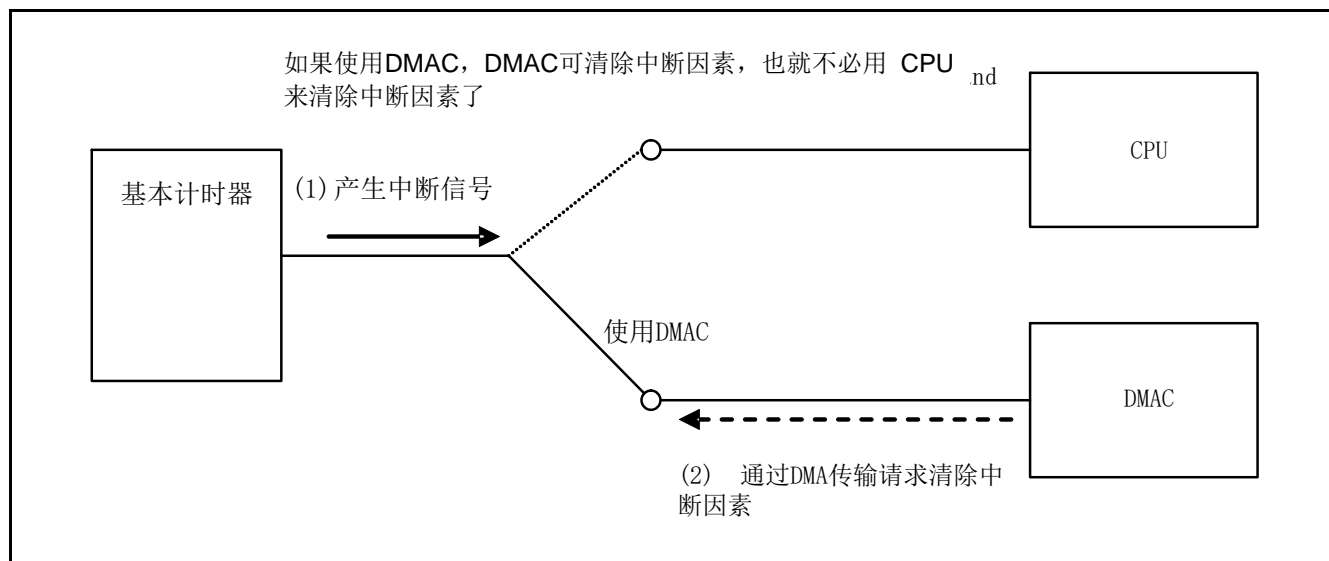 如果使用DMAC，DMAC可清除中断因素，也就不必用 CPU
来清除中断因素了
.nd
CPU
基本计时器
(1)产生中断信号
使用DMAC
DMAC
(2) 通过DMA传输请求清除中
断因素